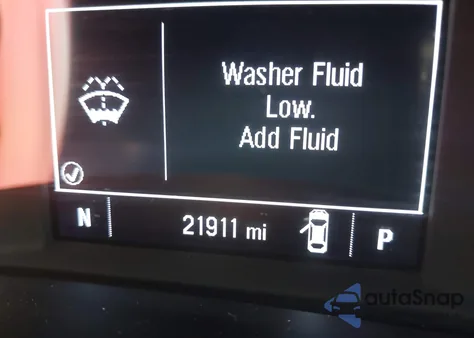 Washer Fluid
Low.
Add Fluid
N 21911 mi P
autoSnap